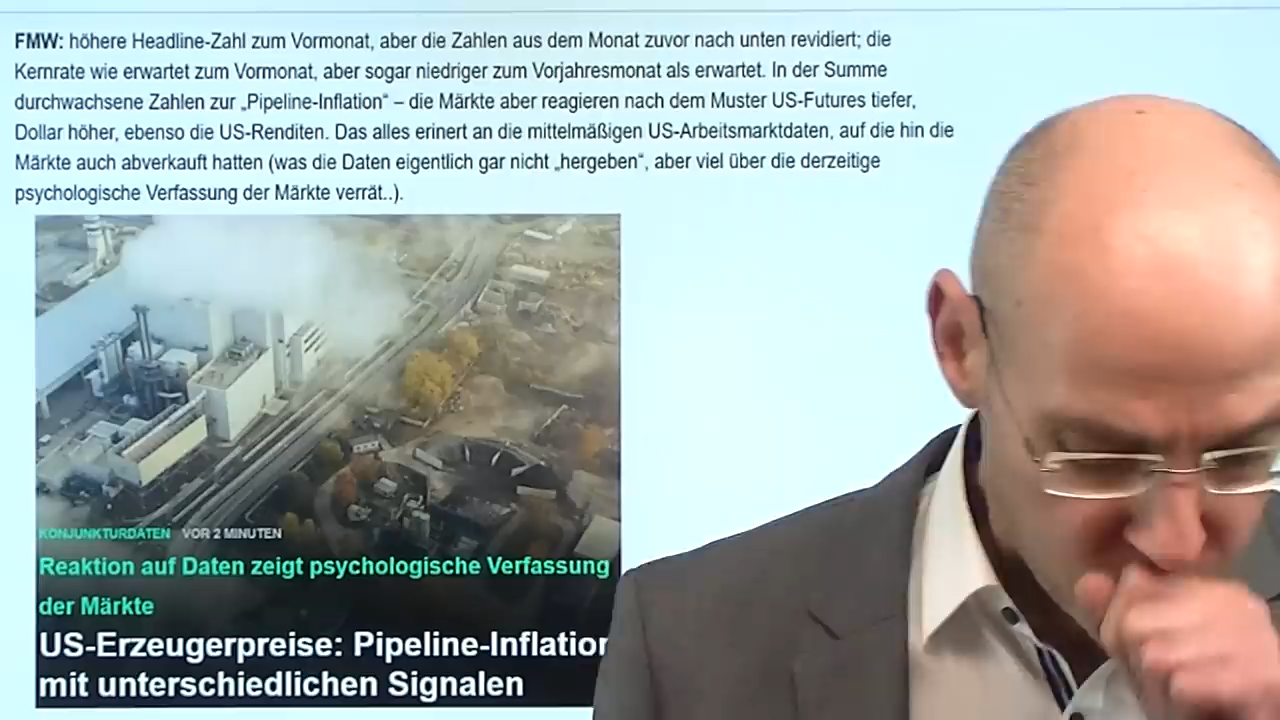 FMW: höhere Headline-Zahl zum Vormonat, aber die Zahlen aus dem Monat zuvor nach unten revidiert; die
Kernrate wie erwartet zum Vormonat, aber sogar niedriger zum Vorjahresmonat als erwartet. In der Summe
durchwachsene Zahlen zur „Pipeline-Inflation“ – die Märkte aber reagieren nach dem Muster US-Futures tiefer,
Dollar höher, ebenso die US-Renditen. Das alles erinert an die mittelmäßigen US-Arbeitsmarktdaten, auf die hin die
Märkte auch abverkauft hatten (was die Daten eigentlich gar nicht „hergeben“, aber viel über die derzeitige
psychologische Verfassung der Märkte verrät..).
KONJUNKTURDATEN VOR 2 MINUTEN
Reaktion auf Daten zeigt psychologische Verfassung
der Märkte
US-Erzeugerpreise: Pipeline-Inflation
mit unterschiedlichen Signalen